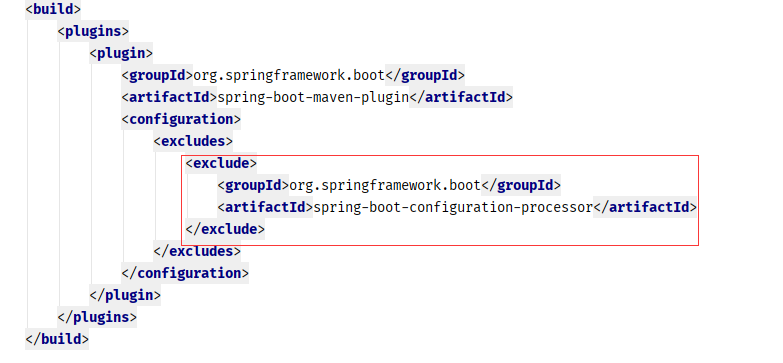 <build>
<plugins>
<plugin>
<groupId>org.springframework.boot</groupId>
<artifactId>spring-boot-maven-plugin</artifactId>
<configuration>
<excludes>
<exclude>
<groupId>org.springframework.boot</groupId>
<artifactId>spring-boot-configuration-processor</artifactId>
</exclude>
</excludes>
</configuration>
</plugin>
</plugins>
</build>